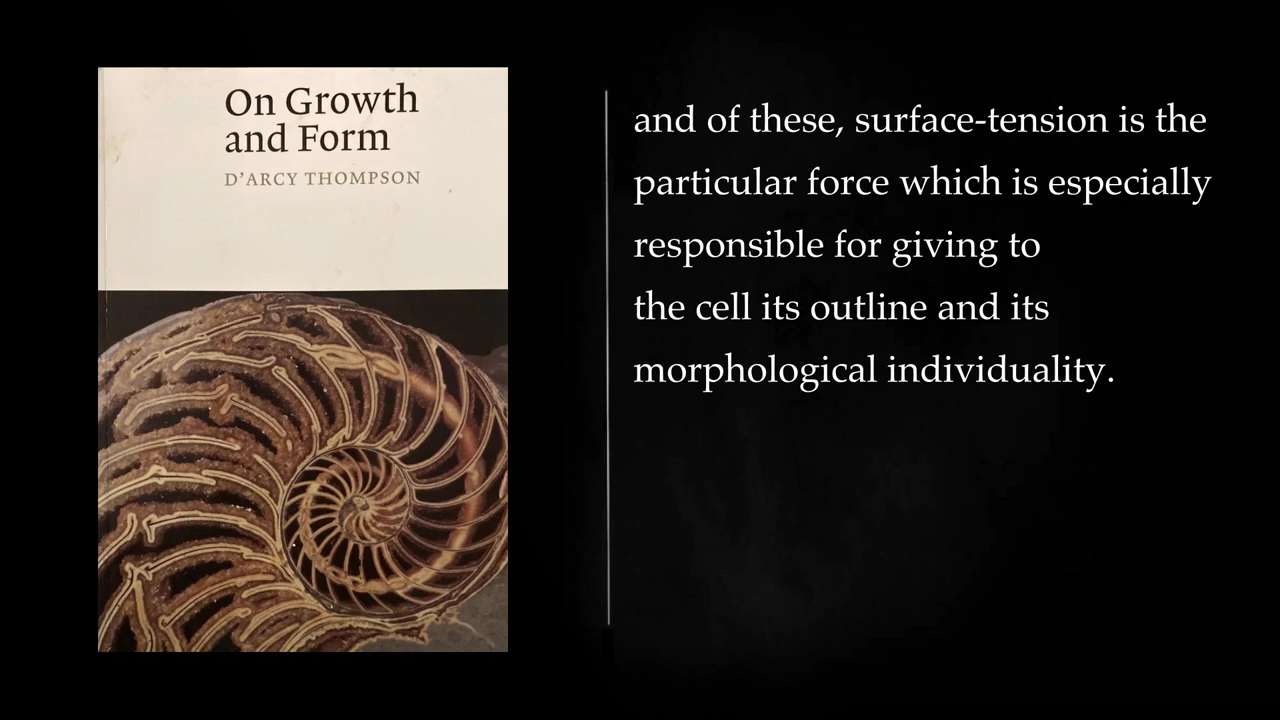 On Growth
and Form
D'ARCY THOMPSON
and of these, surface-tension is the
particular force which is especially
responsible for giving to
the cell its outline and its
morphological individuality.